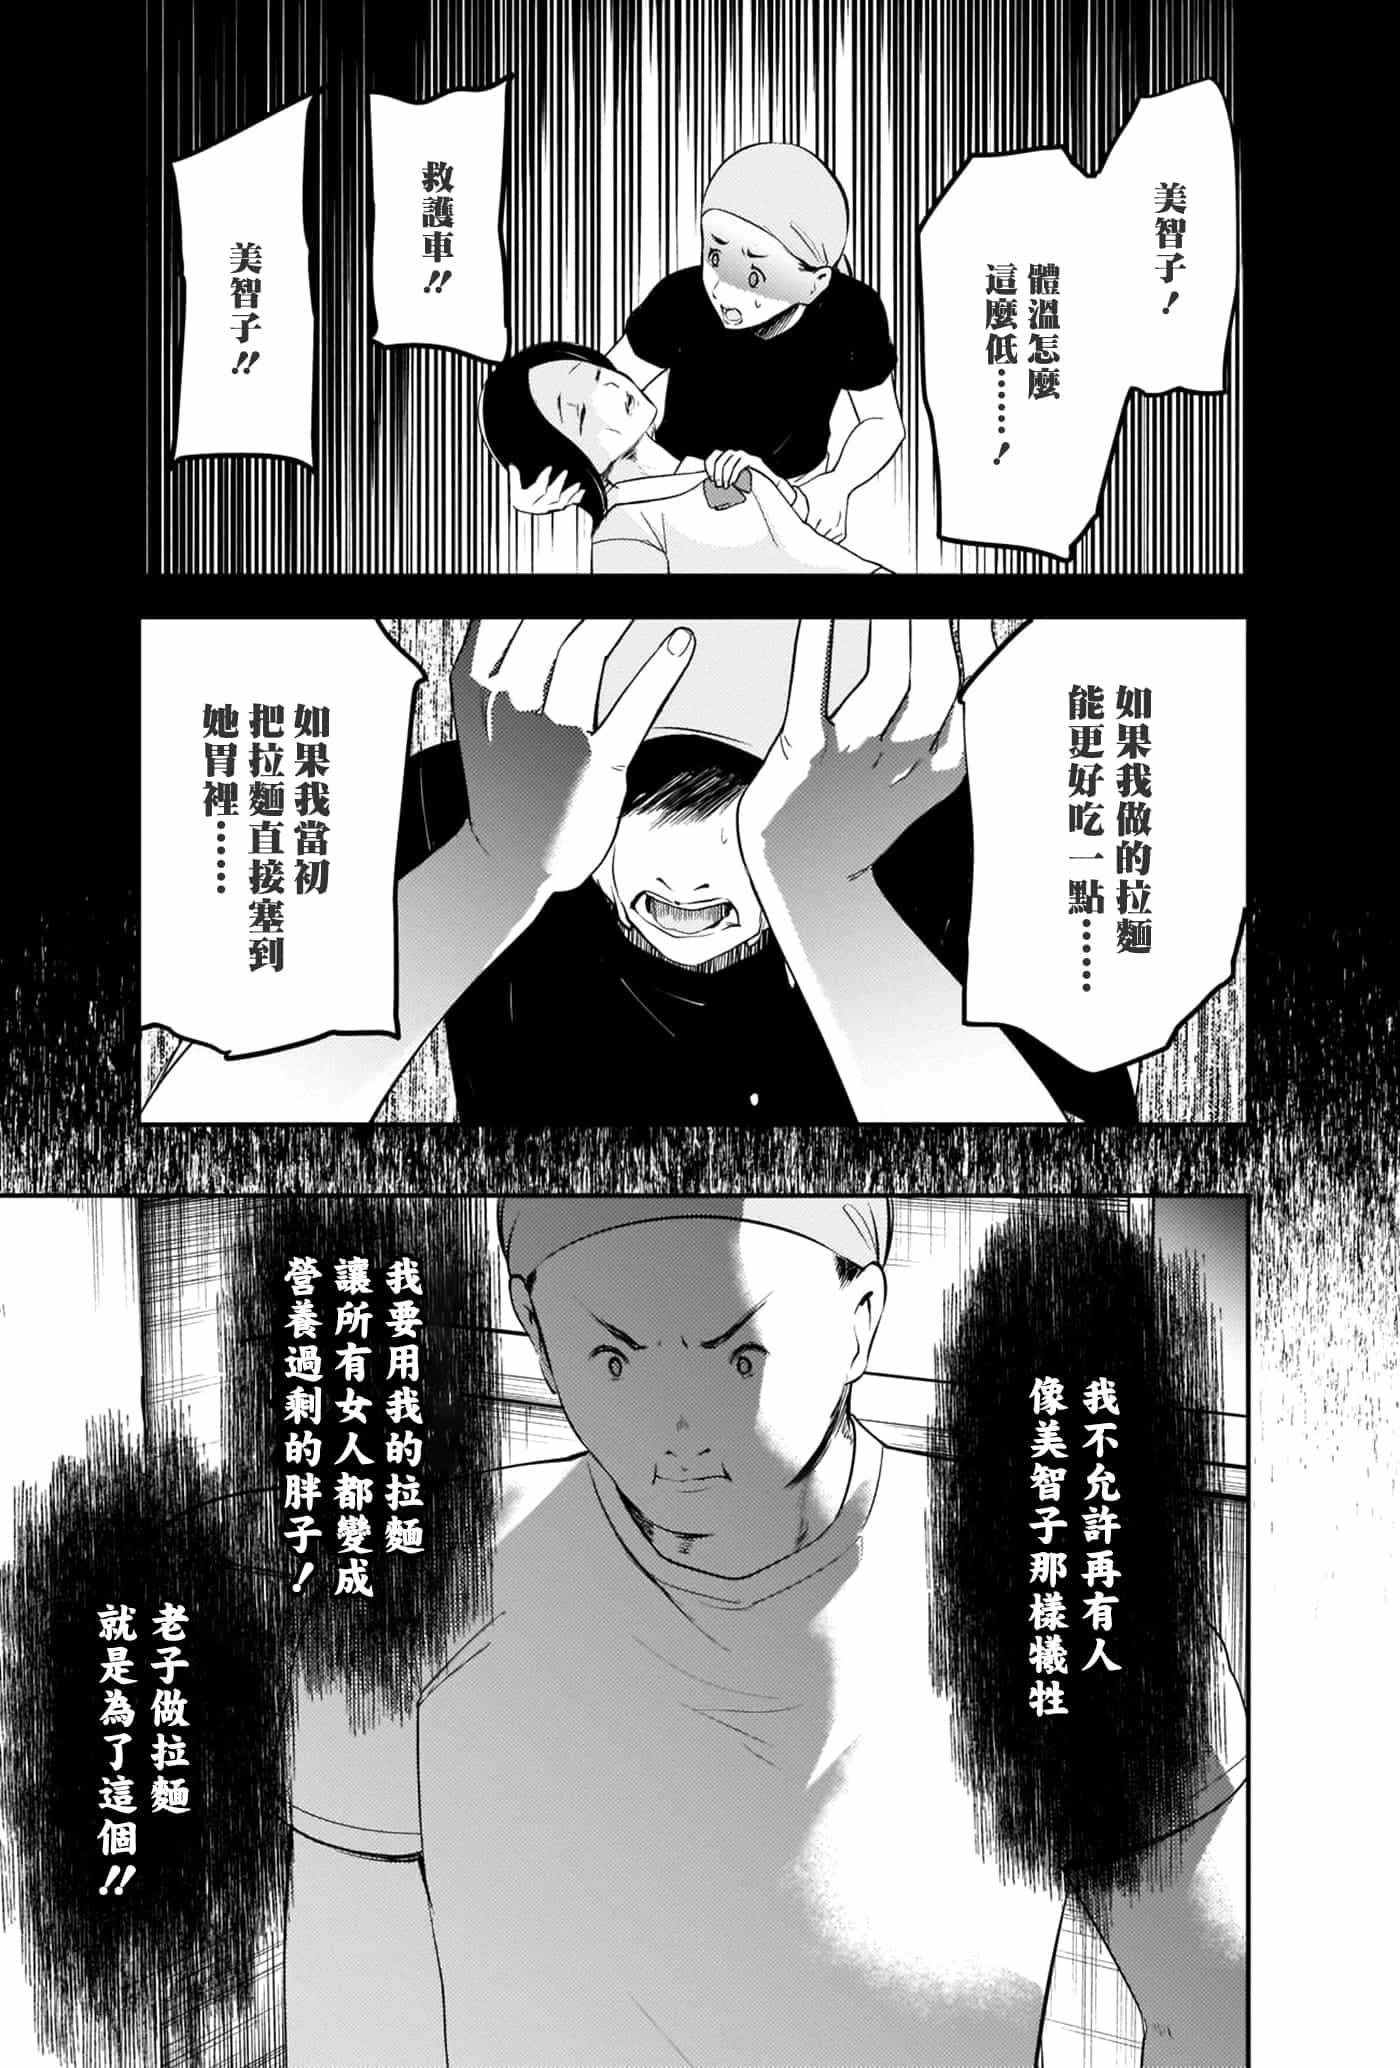 美智子！
體溫怎麼
這麼低………！
救護車！！
美智子！！
如果我做的拉麵
能更好吃一點………
如果我當初
把拉麵直接塞到
她胃裡………
我不允許再有人
像美智子那樣犧牲
我要用我的拉麵
讓所有女人都變成
營養過剩的胖子！
老子做拉麵
就是為了這個！！